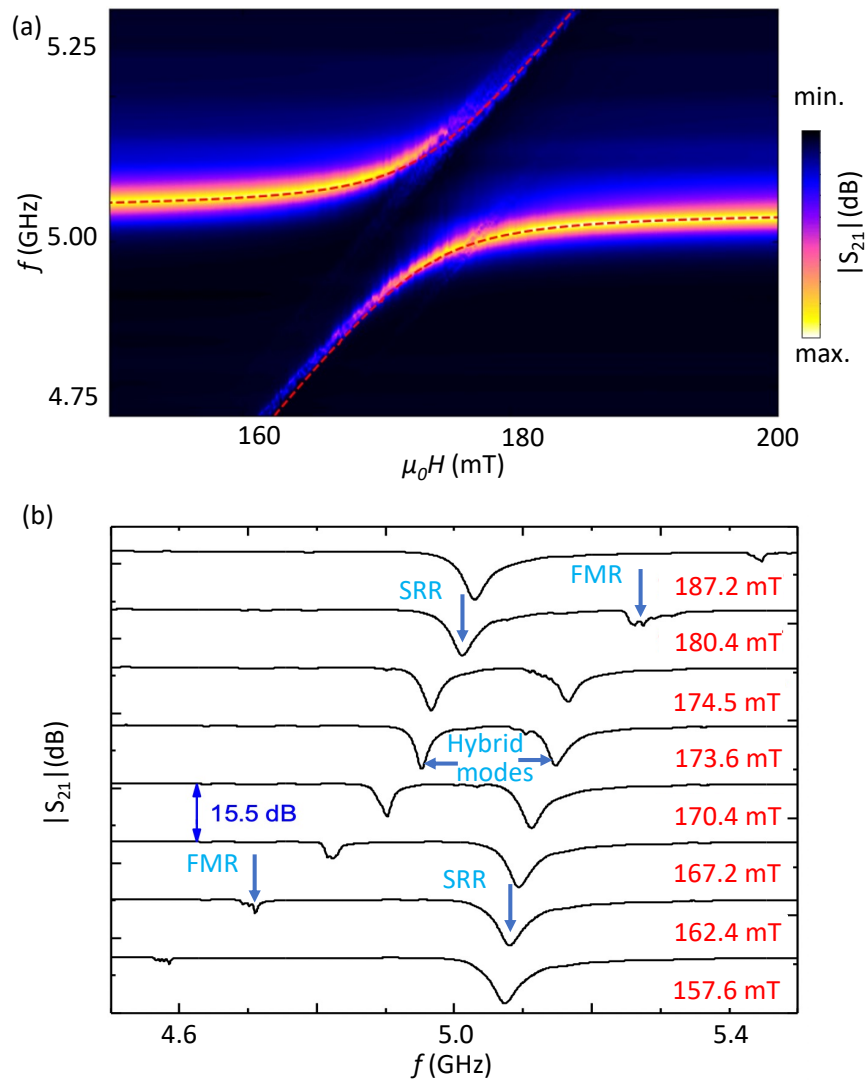 (a)
5.25
5.00
4.75
f (GHz)
160
180
200
μ₀H (mT)
min.
max.
|S₂₁| (dB)
(b)
SRR
FMR
187.2 mT
180.4 mT
174.5 mT
Hybrid
modes
173.6 mT
15.5 dB
170.4 mT
FMR
SRR
167.2 mT
162.4 mT
157.6 mT
|S₂₁| (dB)
4.6
5.0
5.4
f (GHz)